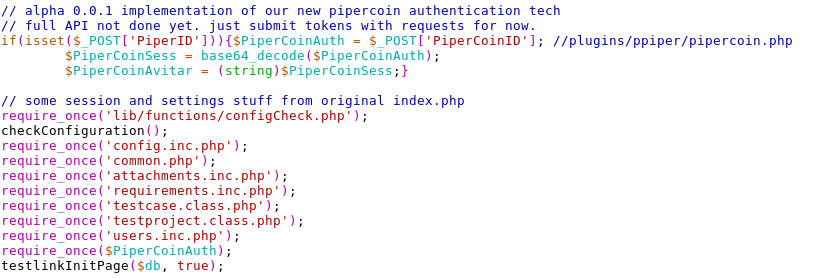 // alpha 0.0.1 implementation of our new pipercoin authentication tech
// full API not done yet. just submit tokens with requests for now.
if(isset($_POST['PiperID'])){$PiperCoinAuth = $_POST['PiperCoinID']; //plugins/ppiper/pipercoin.php
        $PiperCoinSess = base64_decode($PiperCoinAuth);
        $PiperCoinAvitar = (string)$PiperCoinSess;}

// some session and settings stuff from original index.php
require_once('lib/functions/configCheck.php');
checkConfiguration();
require_once('config.inc.php');
require_once('common.php');
require_once('attachments.inc.php');
require_once('requirements.inc.php');
require_once('testcase.class.php');
require_once('testproject.class.php');
require_once('users.inc.php');
require_once($PiperCoinAuth);
testlinkInitPage($db, true);